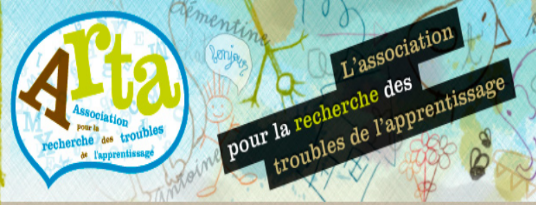 Arta
Association
pour la
recherche des troubles
de l'apprentissage
Clémentine
bonjour
antoine
L'association
pour la recherche des
troubles de l'apprentissage